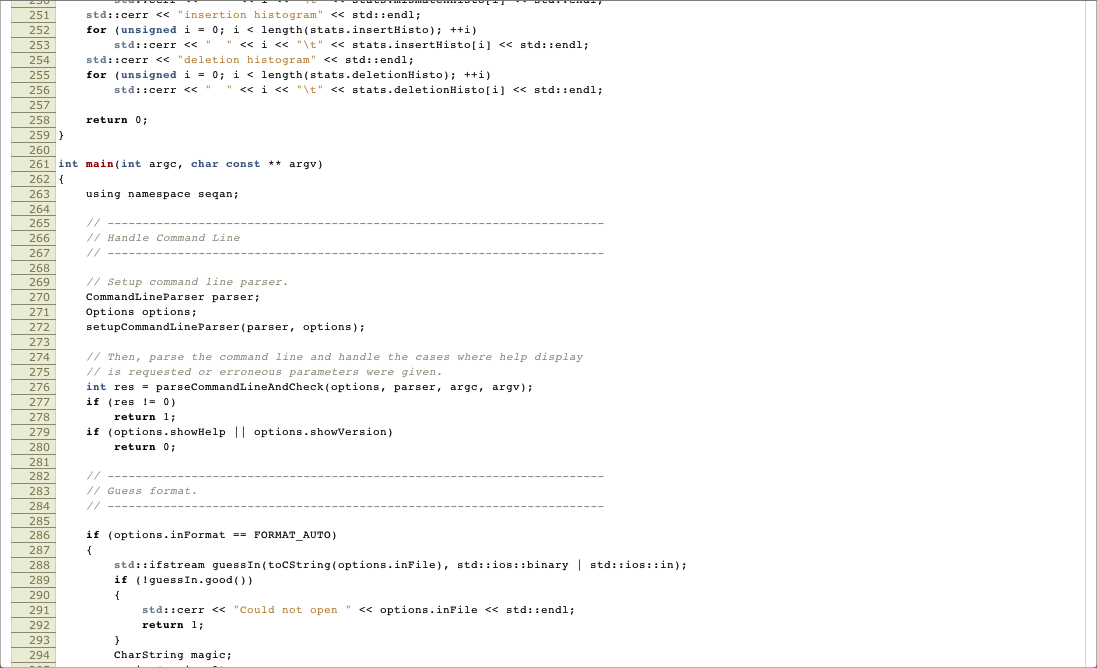 250         std::cerr << "  " << i << "\t" << stats.mismatchHisto[i] << std::endl;
251     std::cerr << "insertion histogram" << std::endl;
252     for (unsigned i = 0; i < length(stats.insertHisto); ++i)
253         std::cerr << "  " << i << "\t" << stats.insertHisto[i] << std::endl;
254     std::cerr << "deletion histogram" << std::endl;
255     for (unsigned i = 0; i < length(stats.deletionHisto); ++i)
256         std::cerr << "  " << i << "\t" << stats.deletionHisto[i] << std::endl;
257
258     return 0;
259 }
260
261 int main(int argc, char const ** argv)
262 {
263     using namespace seqan;
264
265     // -----------------------------------------------------------------------
266     // Handle Command Line
267     // -----------------------------------------------------------------------
268
269     // Setup command line parser.
270     CommandLineParser parser;
271     Options options;
272     setupCommandLineParser(parser, options);
273
274     // Then, parse the command line and handle the cases where help display
275     // is requested or erroneous parameters were given.
276     int res = parseCommandLineAndCheck(options, parser, argc, argv);
277     if (res != 0)
278         return 1;
279     if (options.showHelp || options.showVersion)
280         return 0;
281
282     // -----------------------------------------------------------------------
283     // Guess format.
284     // -----------------------------------------------------------------------
285
286     if (options.inFormat == FORMAT_AUTO)
287     {
288         std::ifstream guessIn(toCString(options.inFile), std::ios::binary | std::ios::in);
289         if (!guessIn.good())
290         {
291             std::cerr << "Could not open " << options.inFile << std::endl;
292             return 1;
293         }
294         CharString magic;